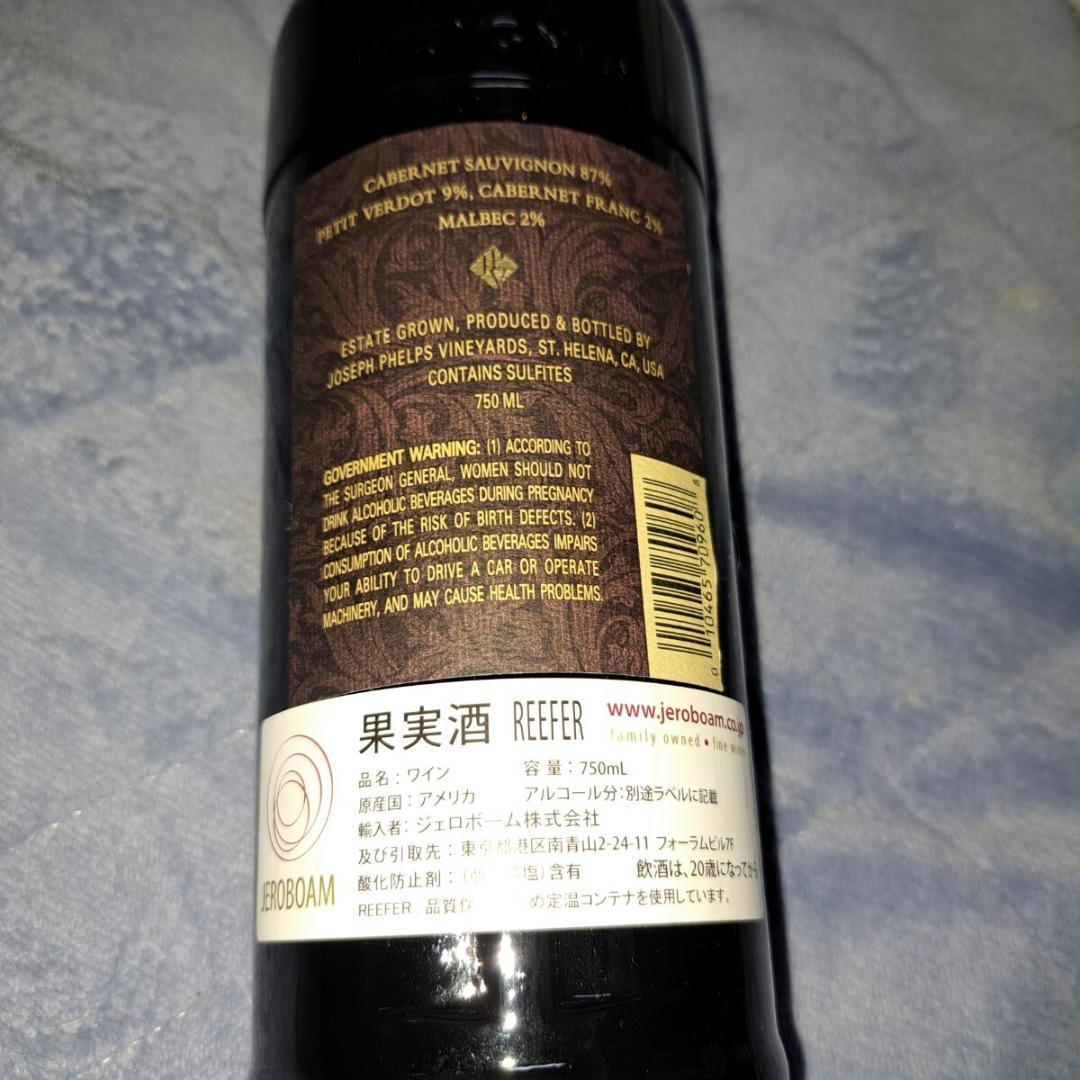 CABERNET SAUVIGNON 87%
PETIT VERDOT 9%, CABERNET FRANC 2%
MALBEC 2%
ESTATE GROWN, PRODUCED & BOTTLED BY
JOSEPH PHELPS VINEYARDS, ST. HELENA, CA, USA
CONTAINS SULFITES
750 ML
GOVERNMENT WARNING: (1) ACCORDING TO
THE SURGEON GENERAL, WOMEN SHOULD NOT
DRINK ALCOHOLIC BEVERAGES DURING PREGNANCY
BECAUSE OF THE RISK OF BIRTH DEFECTS. (2)
CONSUMPTION OF ALCOHOLIC BEVERAGES IMPAIRS
YOUR ABILITY TO DRIVE A CAR OR OPERATE
MACHINERY, AND MAY CAUSE HEALTH PROBLEMS.
0 10465 70960 8
果実酒 REEFER www.jeroboam.co.jp
family owned • fine wines
品名：ワイン 容量：750mL
原産国：アメリカ アルコール分：別途ラベルに記載
輸入者：ジェロボーム株式会社
及び引取先：東京都港区南青山2-24-11 フォーラムビル7F
酸化防止剤：含有 飲酒は、20歳になってから
REEFER：品質保 め定温コンテナを使用しています。
JEROBOAM